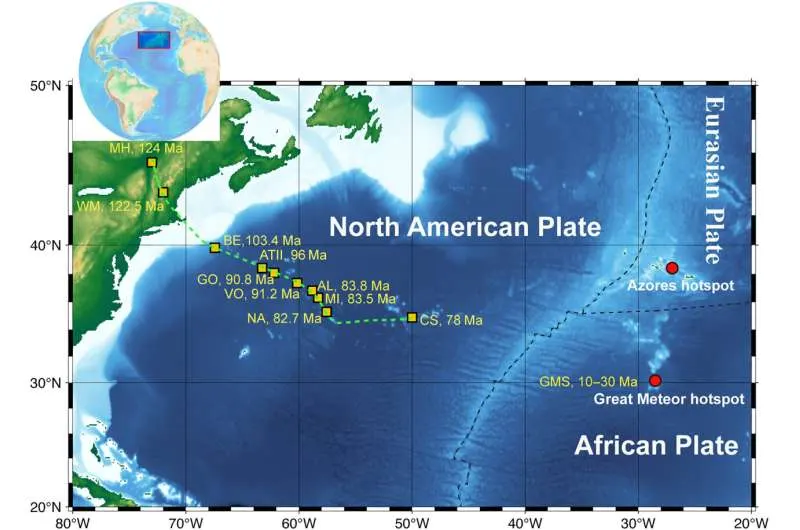 50°N
MH, 124 Ma
WM, 122.5 Ma
Eurasian Plate
North American Plate
40°N
BE,103.4 Ma
ATII, 96 Ma
GO, 90.8 Ma
AL, 83.8 Ma
VO, 91.2 Ma
MI, 83.5 Ma
NA, 82.7 Ma
CS, 78 Ma
Azores hotspot
30°N
GMS, 10–30 Ma
Great Meteor hotspot
African Plate
20°N
80°W
70°W
60°W
50°W
40°W
30°W
20°W